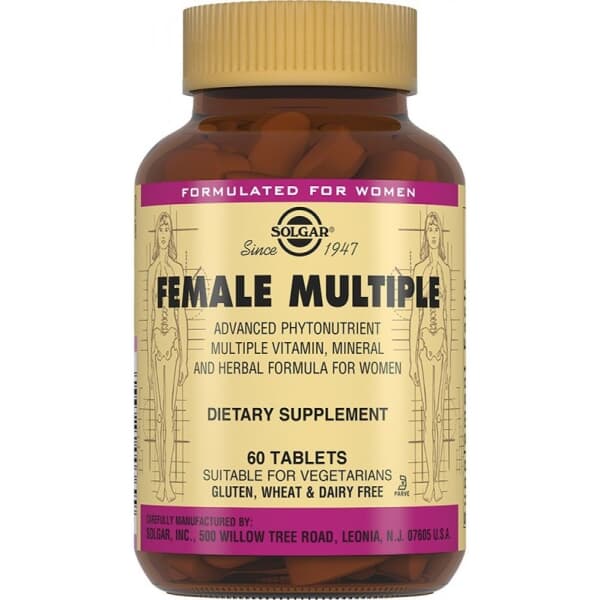 FORMULATED FOR WOMEN
SOLGAR®
Since 1947
FEMALE MULTIPLE
ADVANCED PHYTONUTRIENT
MULTIPLE VITAMIN, MINERAL
AND HERBAL FORMULA FOR WOMEN
DIETARY SUPPLEMENT
60 TABLETS
SUITABLE FOR VEGETARIANS
GLUTEN, WHEAT & DAIRY FREE
PARVE
CAREFULLY MANUFACTURED BY:
SOLGAR, INC., 500 WILLOW TREE ROAD, LEONIA, N.J. 07605 U.S.A.